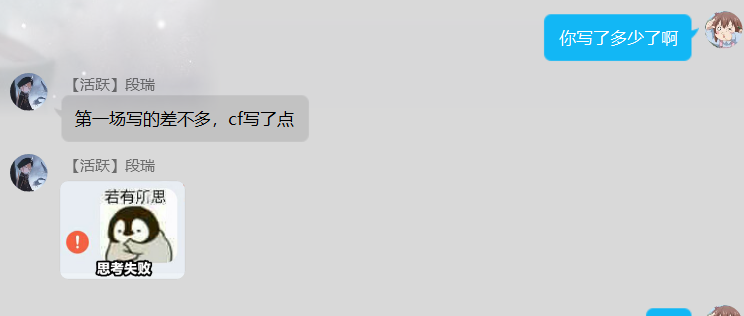 你写了多少了啊
【活跃】段瑞
第一场写的差不多，cf写了点
【活跃】段瑞
若有所思
!
思考失败